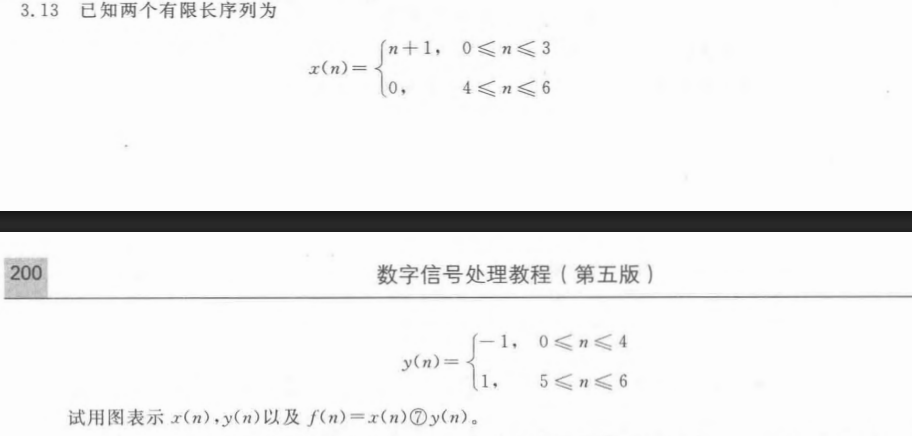 3.13 已知两个有限长序列为
x(n)={n+1, 0⩽n⩽3
0, 4⩽n⩽6
200 数字信号处理教程(第五版)
y(n)={-1, 0⩽n⩽4
1, 5⩽n⩽6
试用图表示 x(n),y(n)以及 f(n)=x(n)⑦y(n)。